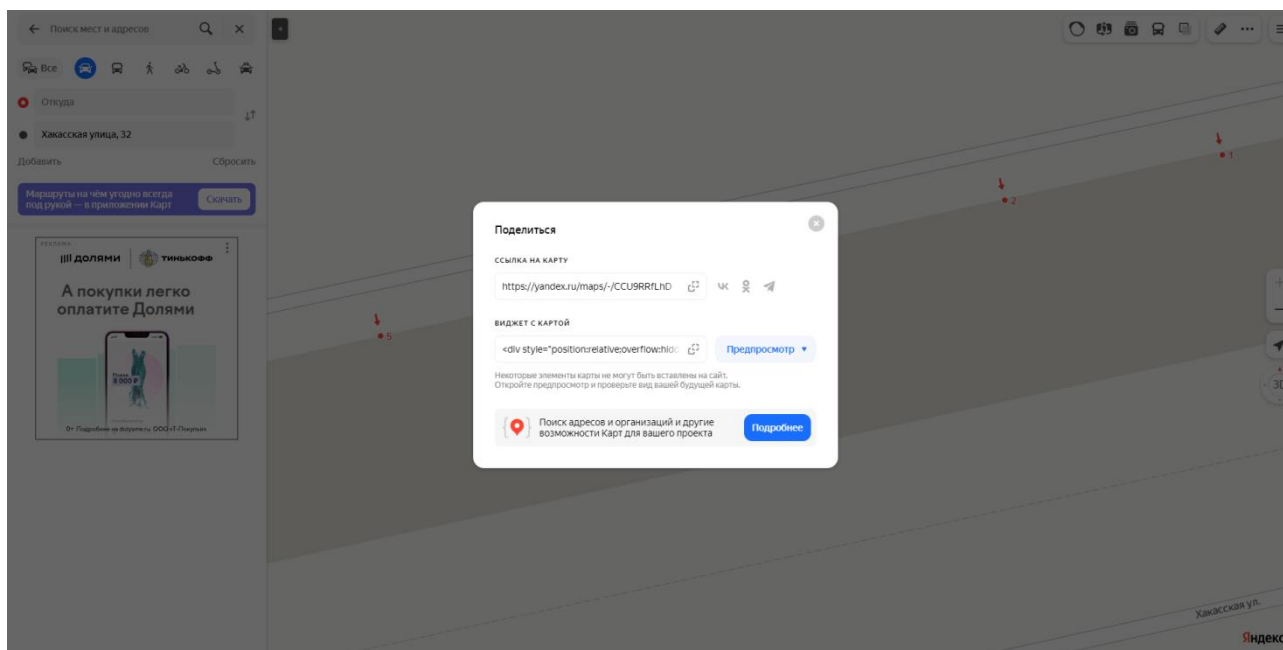 Поиск мест и адресов
Все
Откуда
Хакасская улица, 32
Добавить
Сбросить
Маршруты на чём угодно всегда
под рукой — в приложении Карт
Скачать
РЕКЛАМА
долями
тинькофф
А покупки легко
оплатите Долями
8 000 ₽
1
2
5
Поделиться
ССЫЛКА НА КАРТУ
https://yandex.ru/maps/-/CCU9RRfLhD
ВИДЖЕТ С КАРТОЙ
<div style="position:relative;overflow:hidd
Предпросмотр
Некоторые элементы карты не могут быть вставлены на сайт.
Откройте предпросмотр и проверьте вид вашей будущей карты.
Поиск адресов и организаций и другие
возможности Карт для вашего проекта
Подробнее
3D
Хакасская ул.
Яндекс